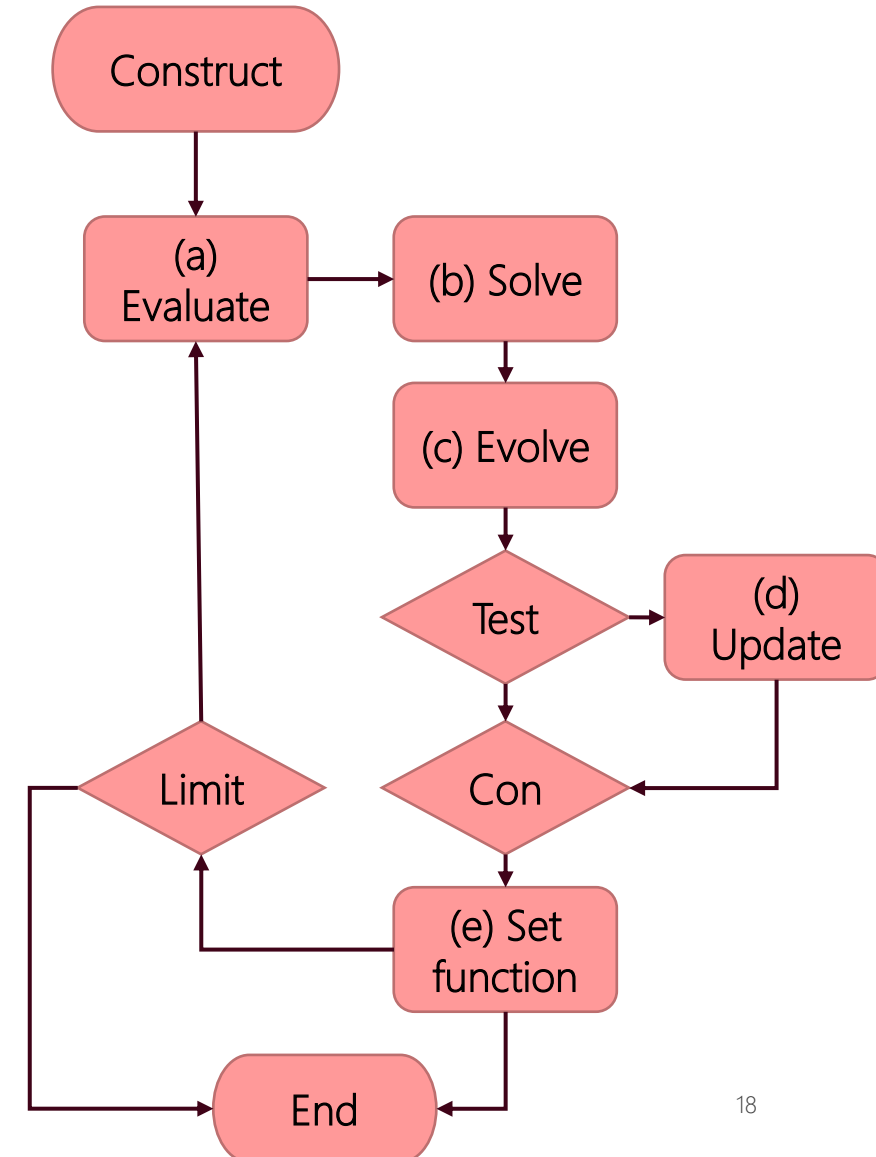 Construct
(a)
Evaluate
(b) Solve
(c) Evolve
Test
(d)
Update
Limit
Con
(e) Set
function
End
18